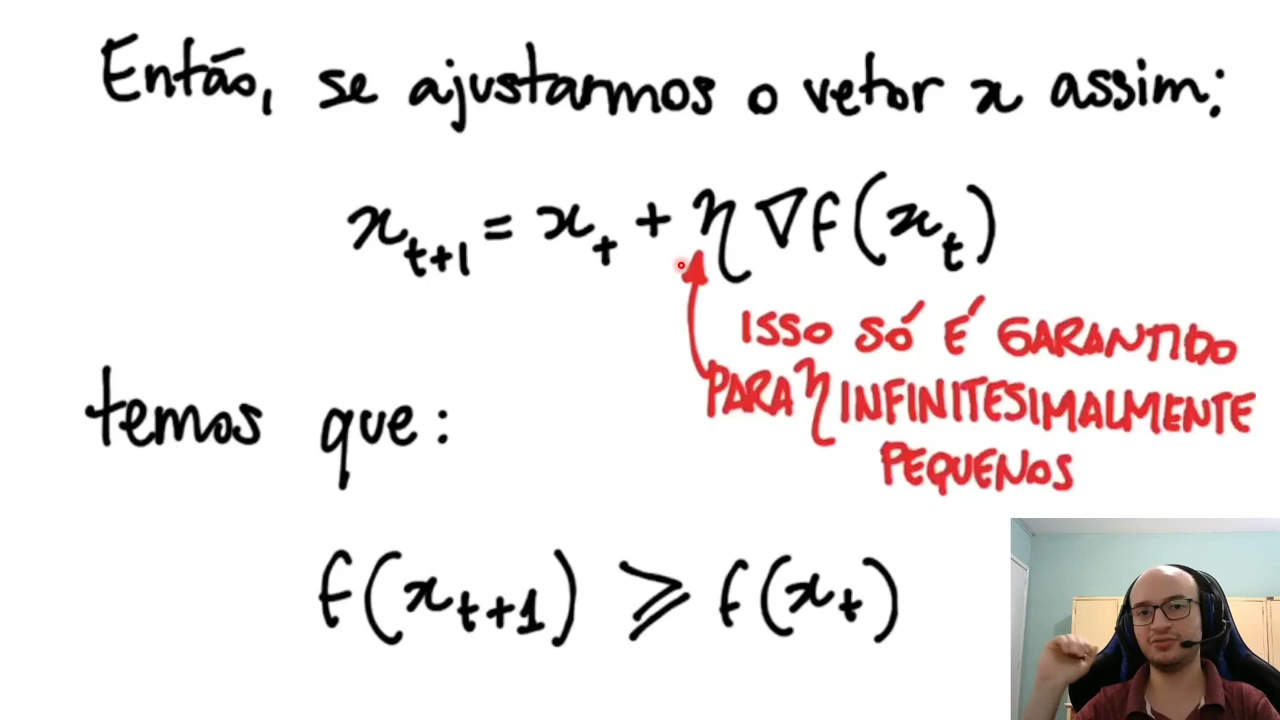 Então, se ajustarmos o vetor x assim:
x_{t+1} = x_t + η ∇f(x_t)
ISSO SÓ É GARANTIDO
PARA η INFINITESIMALMENTE
PEQUENOS
temos que:
f(x_{t+1}) ⩾ f(x_t)